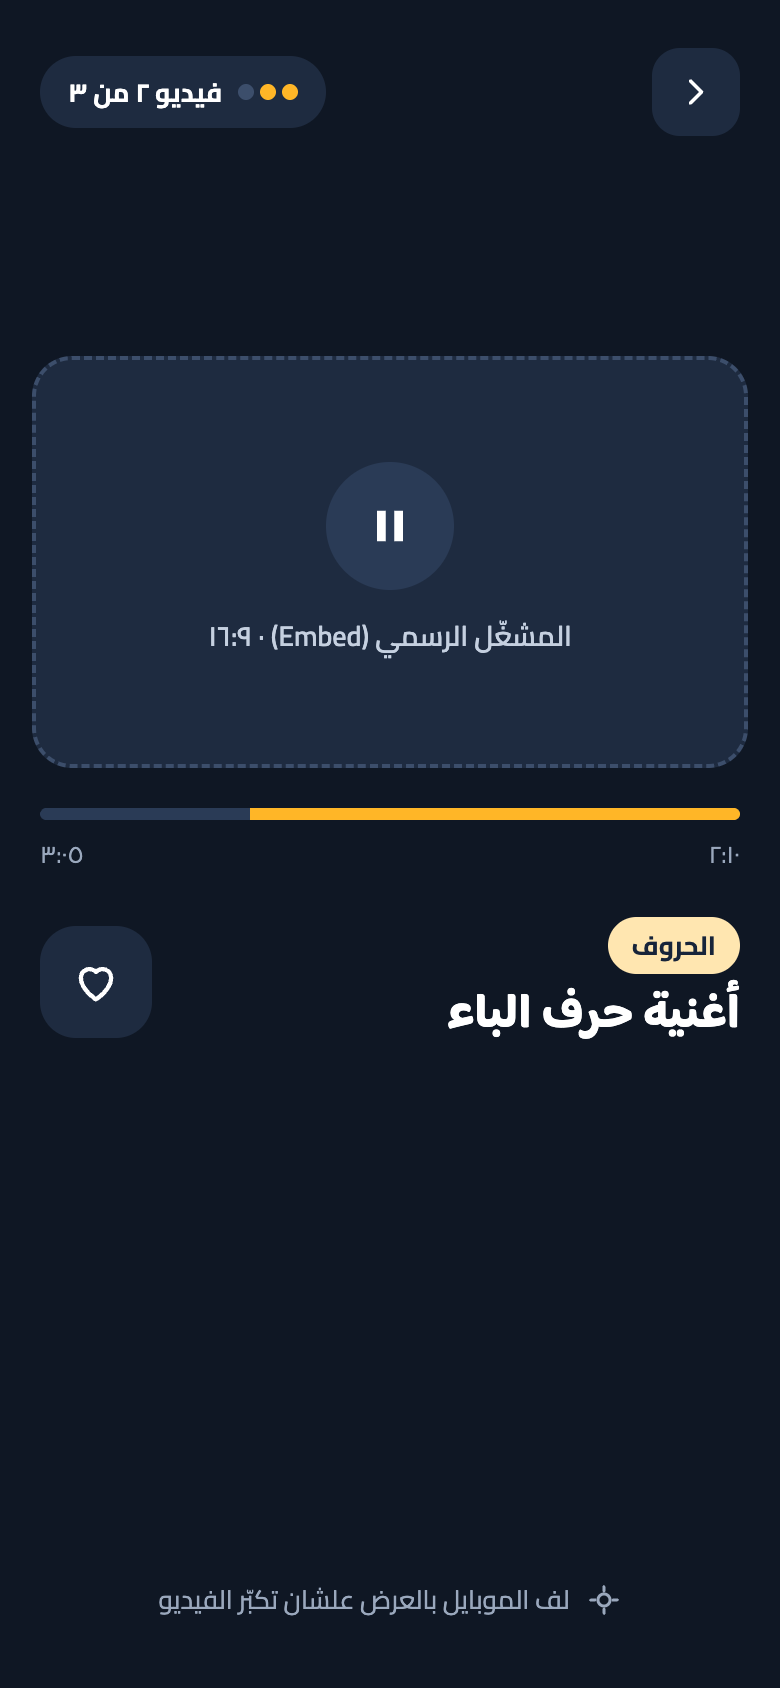 فيديو ٢ من ٣
المشغّل الرسمي (Embed) · ١٦:٩
٢:١٠
٣:٠٥
الحروف
أغنية حرف الباء
لف الموبايل بالعرض علشان تكبّر الفيديو